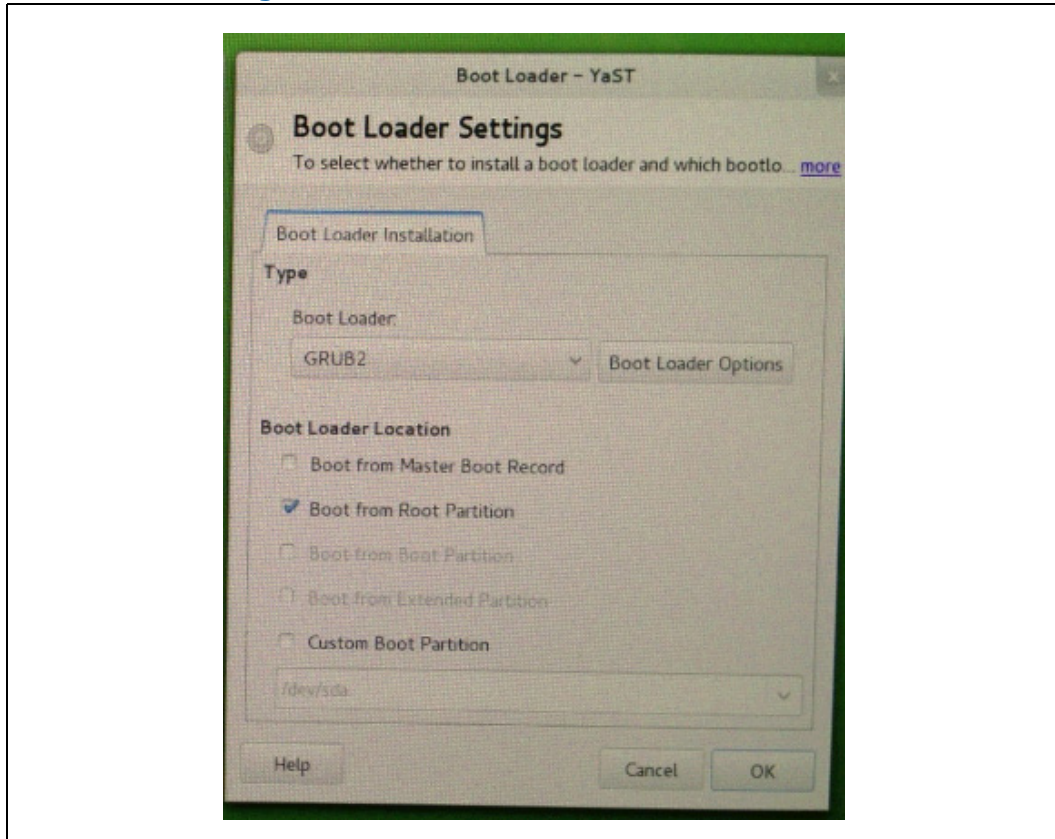 Boot Loader - YaST
Boot Loader Settings
To select whether to install a boot loader and which bootlo... more
Boot Loader Installation
Type
Boot Loader:
GRUB2
Boot Loader Options
Boot Loader Location
Boot from Master Boot Record
Boot from Root Partition
Boot from Boot Partition
Boot from Extended Partition
Custom Boot Partition
/dev/sda
Help
Cancel
OK